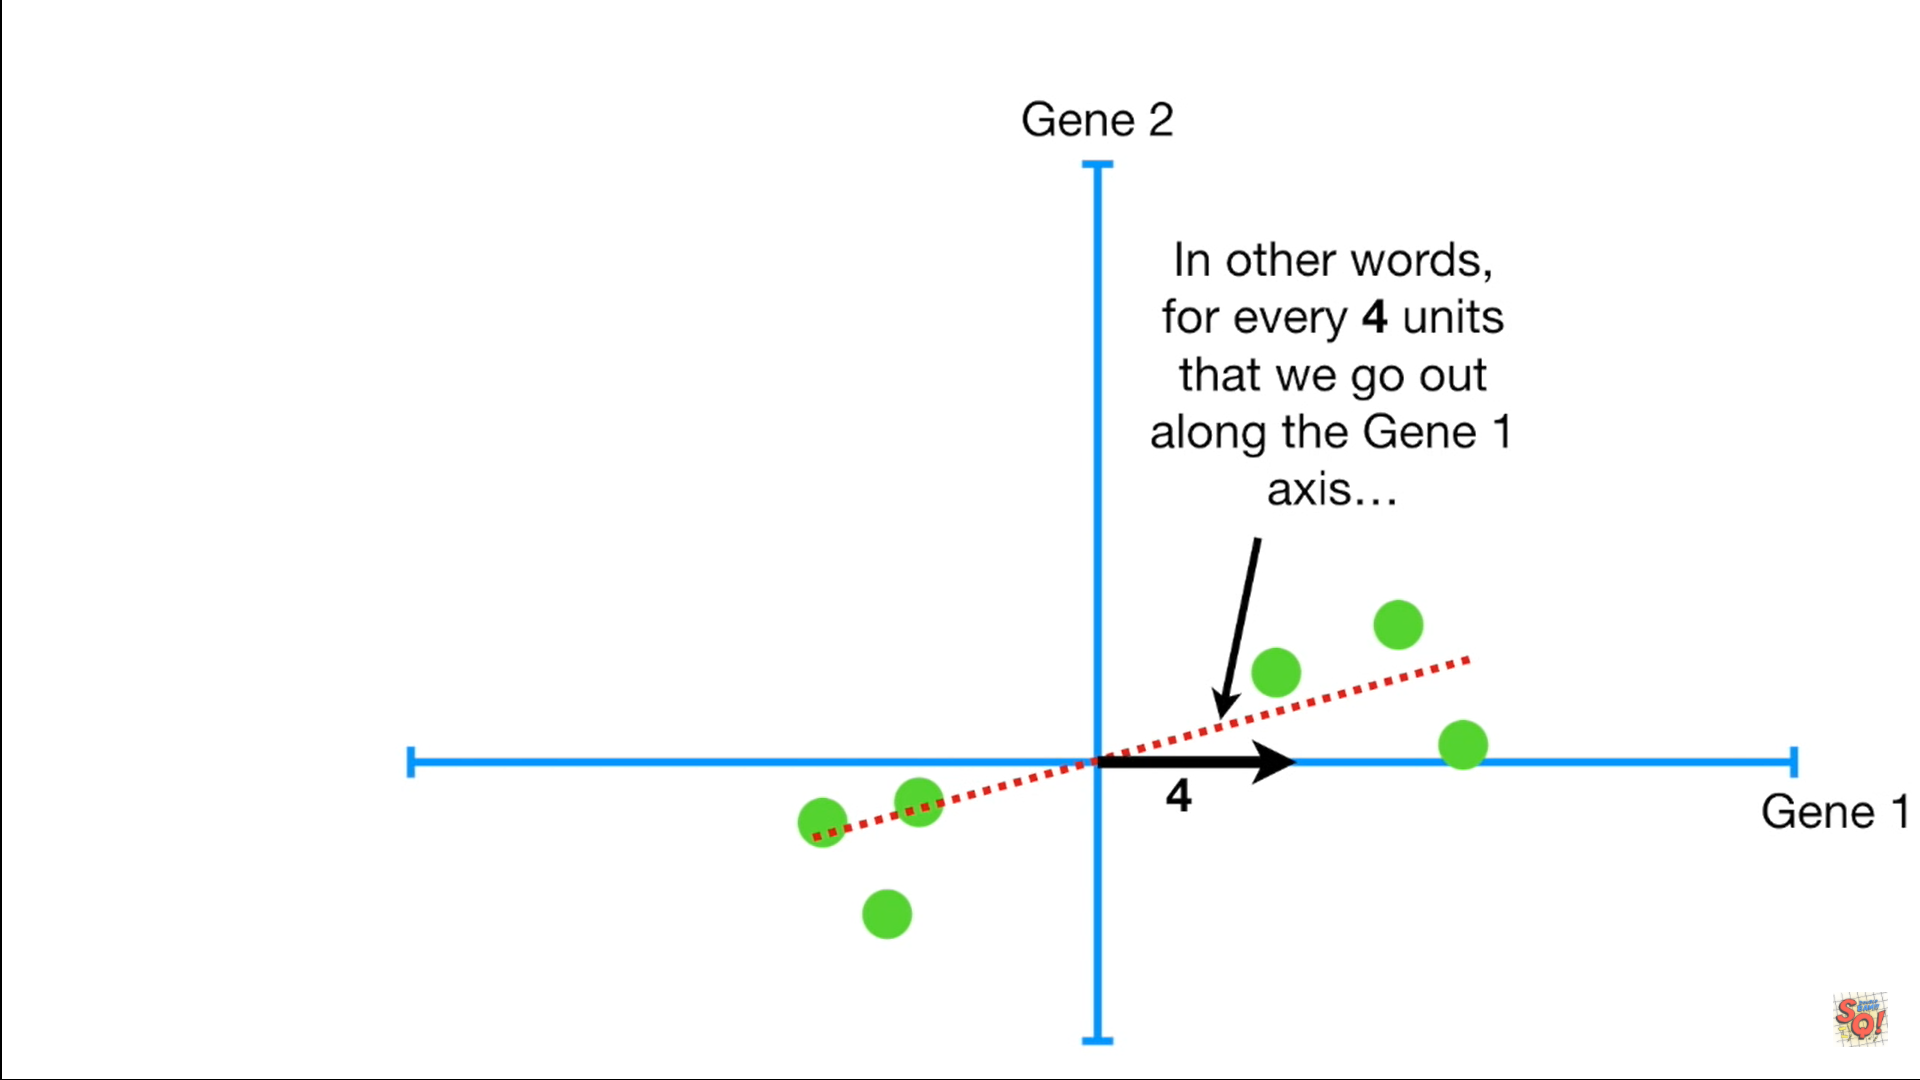 Gene 2
In other words,
for every 4 units
that we go out
along the Gene 1
axis…
4
Gene 1
SQ!